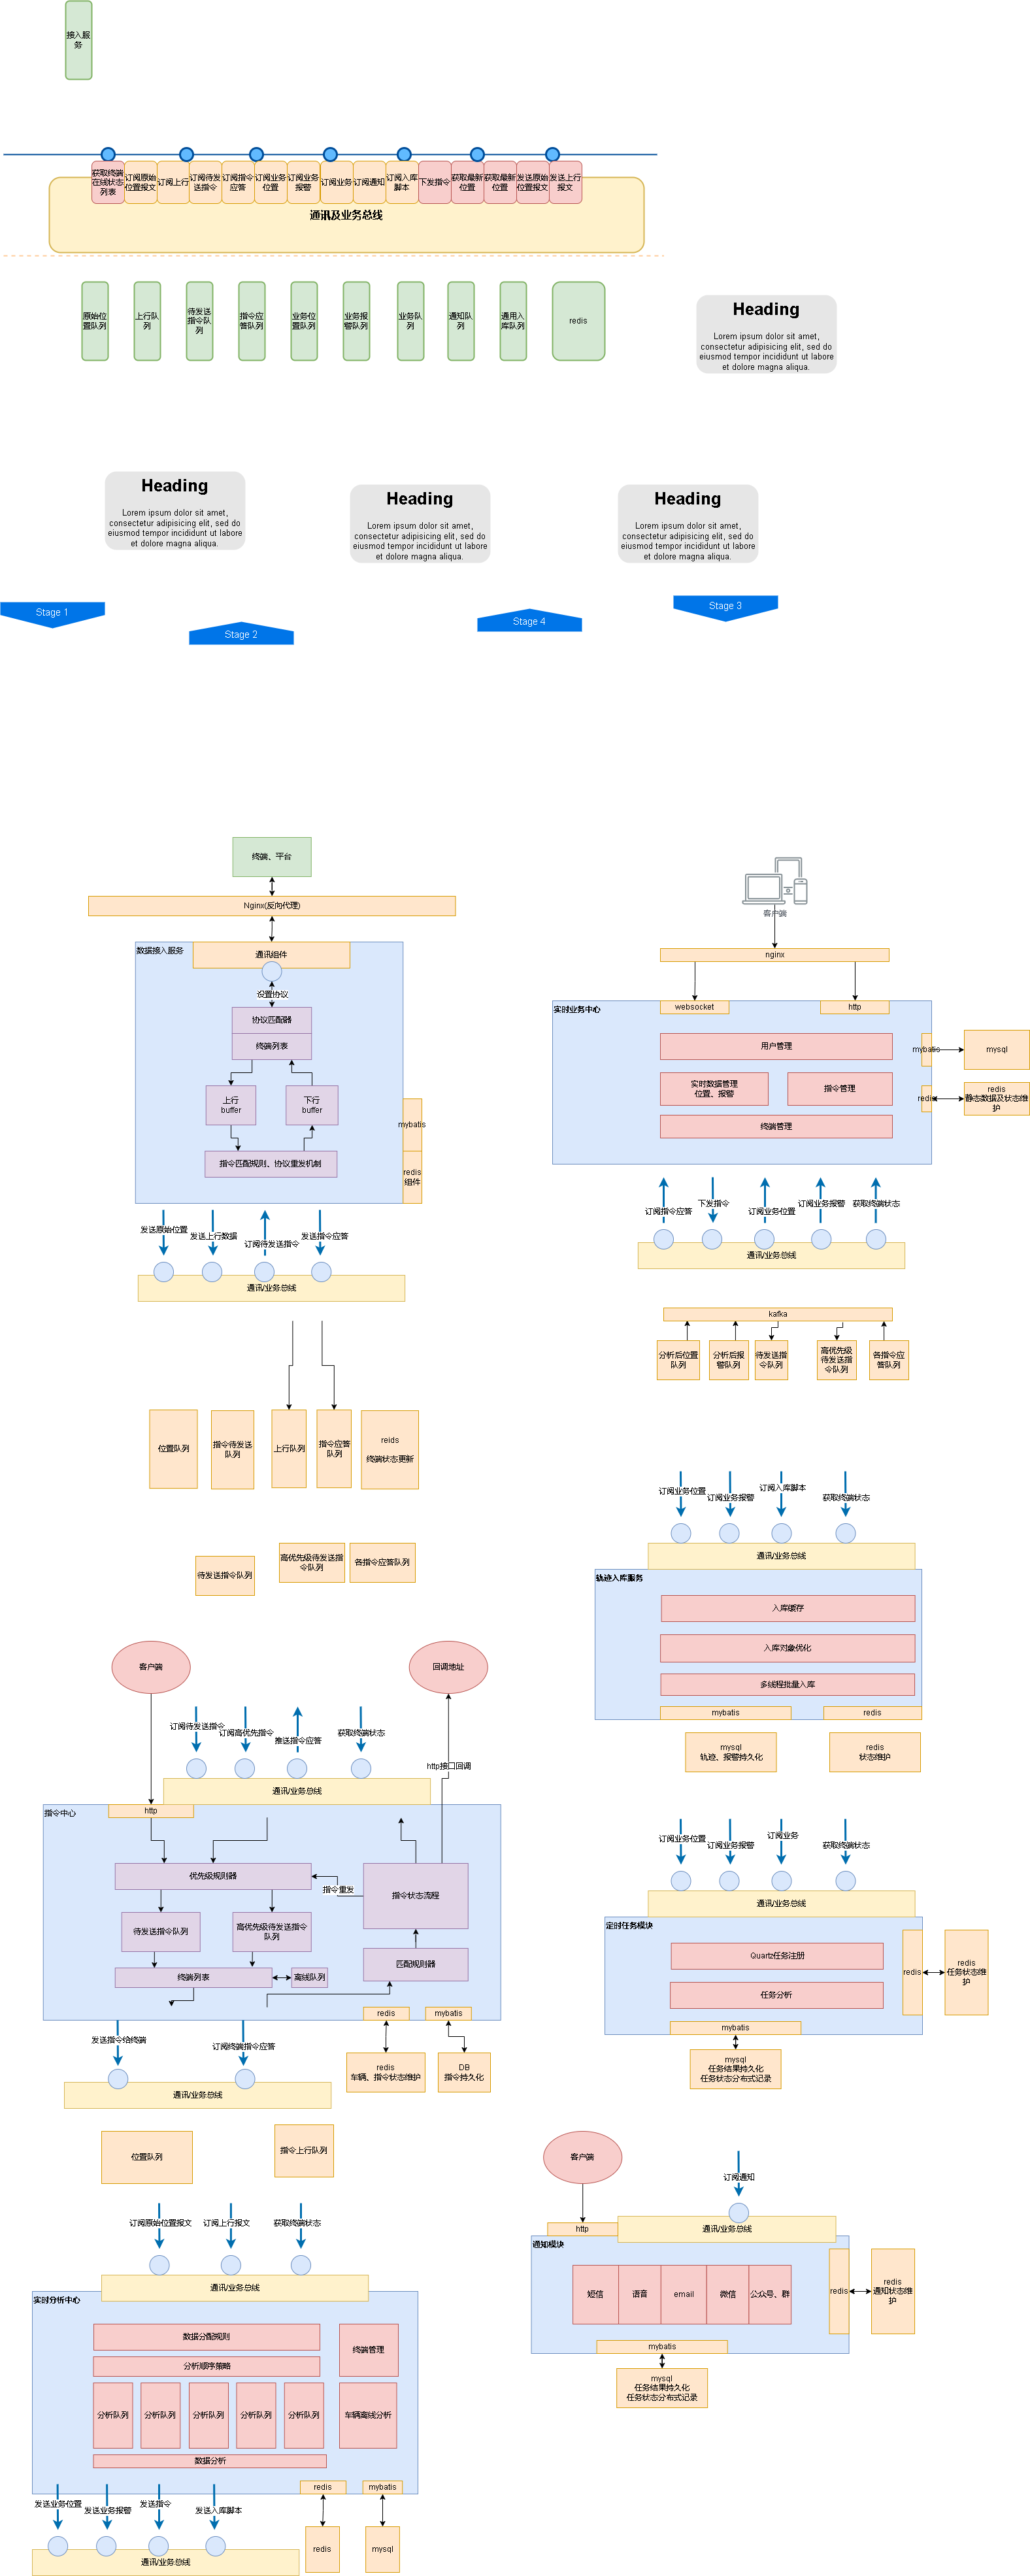 接入服
务
获取终端
在线状态
列表
订阅原始
位置报文
订阅上行
订阅待发
送指令
订阅指令
应答
订阅业务
位置
订阅业务
报警
订阅业务
订阅通知
订阅入库
脚本
下发指令
获取最新
位置
获取最新
位置
发送原始
位置报文
发送上行
报文
通讯及业务总线
原始位
置队列
上行队
列
待发送
指令队
列
指令应
答队列
业务位
置队列
业务报
警队列
业务队
列
通知队
列
通用入
库队列
redis
Heading
Lorem ipsum dolor sit amet,
consectetur adipisicing elit, sed do
eiusmod tempor incididunt ut labore
et dolore magna aliqua.
Heading
Lorem ipsum dolor sit amet,
consectetur adipisicing elit, sed do
eiusmod tempor incididunt ut labore
et dolore magna aliqua.
Heading
Lorem ipsum dolor sit amet,
consectetur adipisicing elit, sed do
eiusmod tempor incididunt ut labore
et dolore magna aliqua.
Heading
Lorem ipsum dolor sit amet,
consectetur adipisicing elit, sed do
eiusmod tempor incididunt ut labore
et dolore magna aliqua.
Stage 1
Stage 2
Stage 4
Stage 3
终端、平台
Nginx(反向代理)
数据接入服务
通讯组件
设置协议
协议匹配器
终端列表
上行
buffer
下行
buffer
指令匹配规则、协议重发机制
mybatis
redis
组件
发送原始位置
发送上行数据
订阅待发送指令
发送指令应答
通讯/业务总线
位置队列
指令待发送
队列
上行队列
指令应答
队列
reids
终端状态更新
待发送指令队列
高优先级待发送指
令队列
各指令应答队列
客户端
nginx
实时业务中心
websocket
http
用户管理
实时数据管理
位置、报警
指令管理
终端管理
mybatis
mysql
redis
redis
静态数据及状态维
护
订阅指令应答
下发指令
订阅业务位置
订阅业务报警
获取终端状态
通讯/业务总线
kafka
分析后位置
队列
分析后报
警队列
待发送指
令队列
高优先级
待发送指
令队列
各指令应
答队列
订阅业务位置
订阅业务报警
订阅入库脚本
获取终端状态
通讯/业务总线
轨迹入库服务
入库缓存
入库对象优化
多线程批量入库
mybatis
redis
mysql
轨迹、报警持久化
redis
状态维护
客户端
回调地址
订阅待发送指令
订阅高优先指令
推送指令应答
获取终端状态
http接口回调
通讯/业务总线
指令中心
http
优先级规则器
指令重发
指令状态流程
待发送指令队列
高优先级待发送指令
队列
匹配规则器
终端列表
离线队列
redis
mybatis
redis
车辆、指令状态维护
DB
指令持久化
发送指令给终端
订阅终端指令应答
通讯/业务总线
位置队列
指令上行队列
订阅业务位置
订阅业务报警
订阅业务
获取终端状态
通讯/业务总线
定时任务模块
Quartz任务注册
任务分析
mybatis
redis
redis
任务状态维
护
mysql
任务结果持久化
任务状态分布式记录
客户端
订阅通知
http
通讯/业务总线
通知模块
短信
语音
email
微信
公众号、群
redis
redis
通知状态维
护
mybatis
mysql
任务结果持久化
任务状态分布式记录
订阅原始位置报文
订阅上行报文
获取终端状态
通讯/业务总线
实时分析中心
数据分配规则
分析顺序策略
终端管理
分析队列
分析队列
分析队列
分析队列
分析队列
车辆离线分析
数据分析
redis
mybatis
发送业务位置
发送业务报警
发送指令
发送入库脚本
redis
mysql
通讯/业务总线